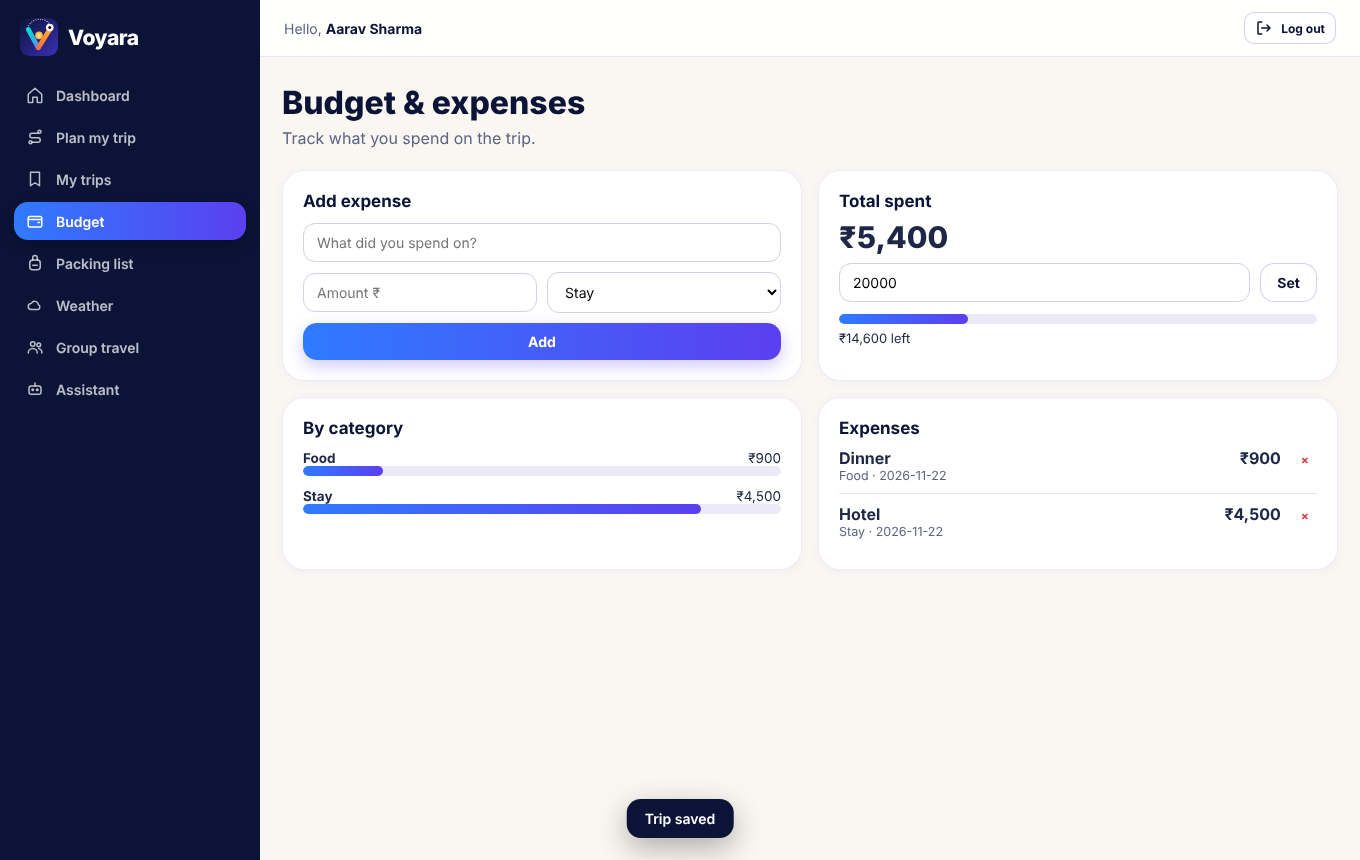 Voyara
Dashboard
Plan my trip
My trips
Budget
Packing list
Weather
Group travel
Assistant
Hello, Aarav Sharma
Log out
Budget & expenses
Track what you spend on the trip.
Add expense
What did you spend on?
Amount ₹
Stay
Add
Total spent
₹5,400
20000
Set
₹14,600 left
By category
Food ₹900
Stay ₹4,500
Expenses
Dinner ₹900 ×
Food · 2026-11-22
Hotel ₹4,500 ×
Stay · 2026-11-22
Trip saved